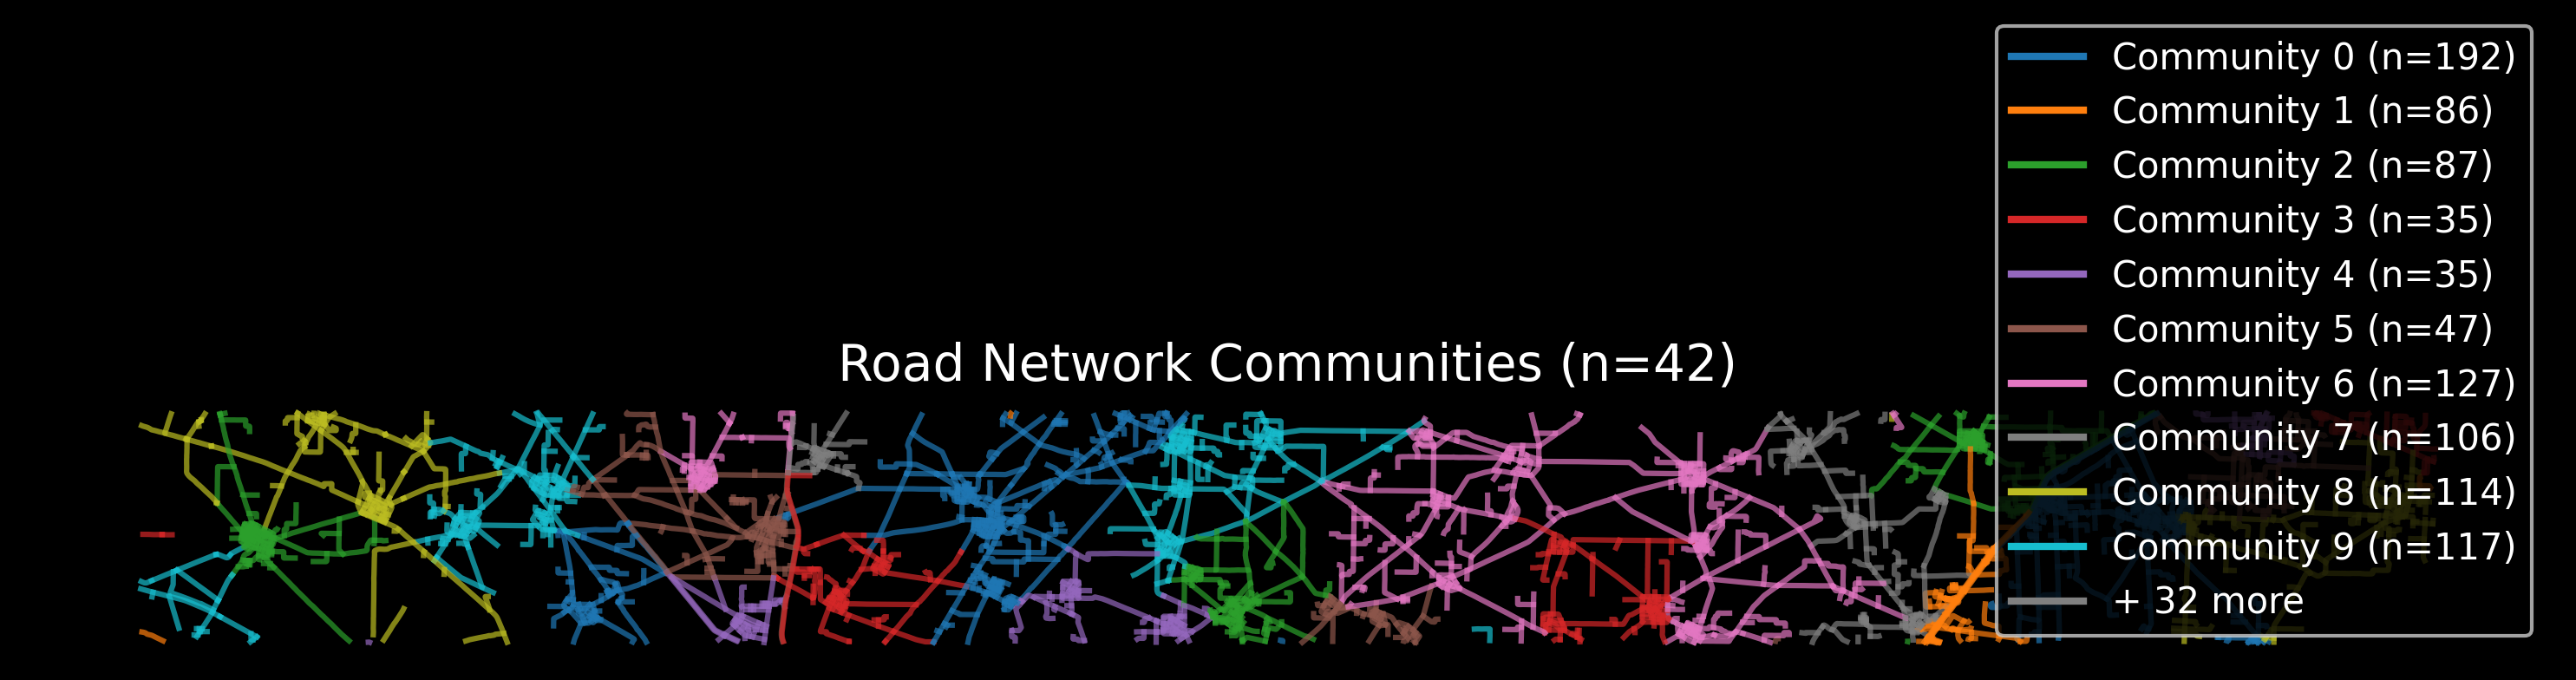 Road Network Communities (n=42)
Community 0 (n=192)
Community 1 (n=86)
Community 2 (n=87)
Community 3 (n=35)
Community 4 (n=35)
Community 5 (n=47)
Community 6 (n=127)
Community 7 (n=106)
Community 8 (n=114)
Community 9 (n=117)
+ 32 more